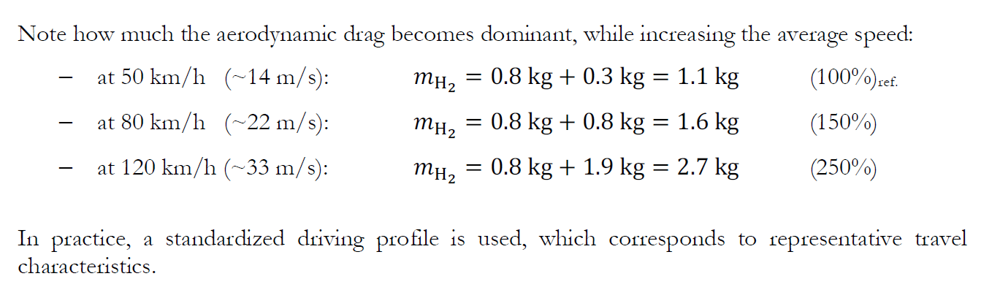 Note how much the aerodynamic drag becomes dominant, while increasing the average speed:
– at 50 km/h (~14 m/s): m_H₂ = 0.8 kg + 0.3 kg = 1.1 kg (100%)ref.
– at 80 km/h (~22 m/s): m_H₂ = 0.8 kg + 0.8 kg = 1.6 kg (150%)
– at 120 km/h (~33 m/s): m_H₂ = 0.8 kg + 1.9 kg = 2.7 kg (250%)
In practice, a standardized driving profile is used, which corresponds to representative travel
characteristics.